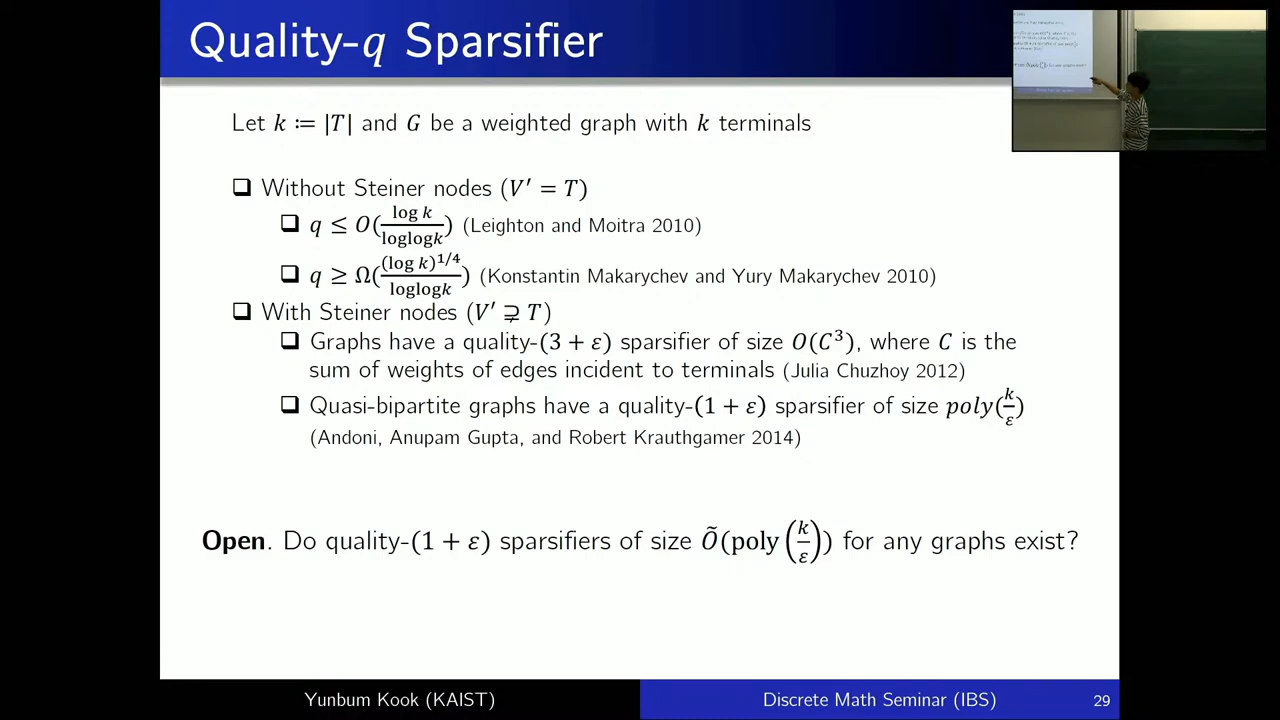 Quality-q Sparsifier
Let k ≔ |T| and G be a weighted graph with k terminals
❑ Without Steiner nodes (V′ = T)
❑ q ≤ O(log k / loglogk) (Leighton and Moitra 2010)
❑ q ≥ Ω((log k)^{1/4} / loglogk) (Konstantin Makarychev and Yury Makarychev 2010)
❑ With Steiner nodes (V′ ⊋ T)
❑ Graphs have a quality-(3 + ε) sparsifier of size O(C³), where C is the
sum of weights of edges incident to terminals (Julia Chuzhoy 2012)
❑ Quasi-bipartite graphs have a quality-(1 + ε) sparsifier of size poly(k/ε)
(Andoni, Anupam Gupta, and Robert Krauthgamer 2014)
Open. Do quality-(1 + ε) sparsifiers of size Õ(poly(k/ε)) for any graphs exist?
Yunbum Kook (KAIST)
Discrete Math Seminar (IBS)
29